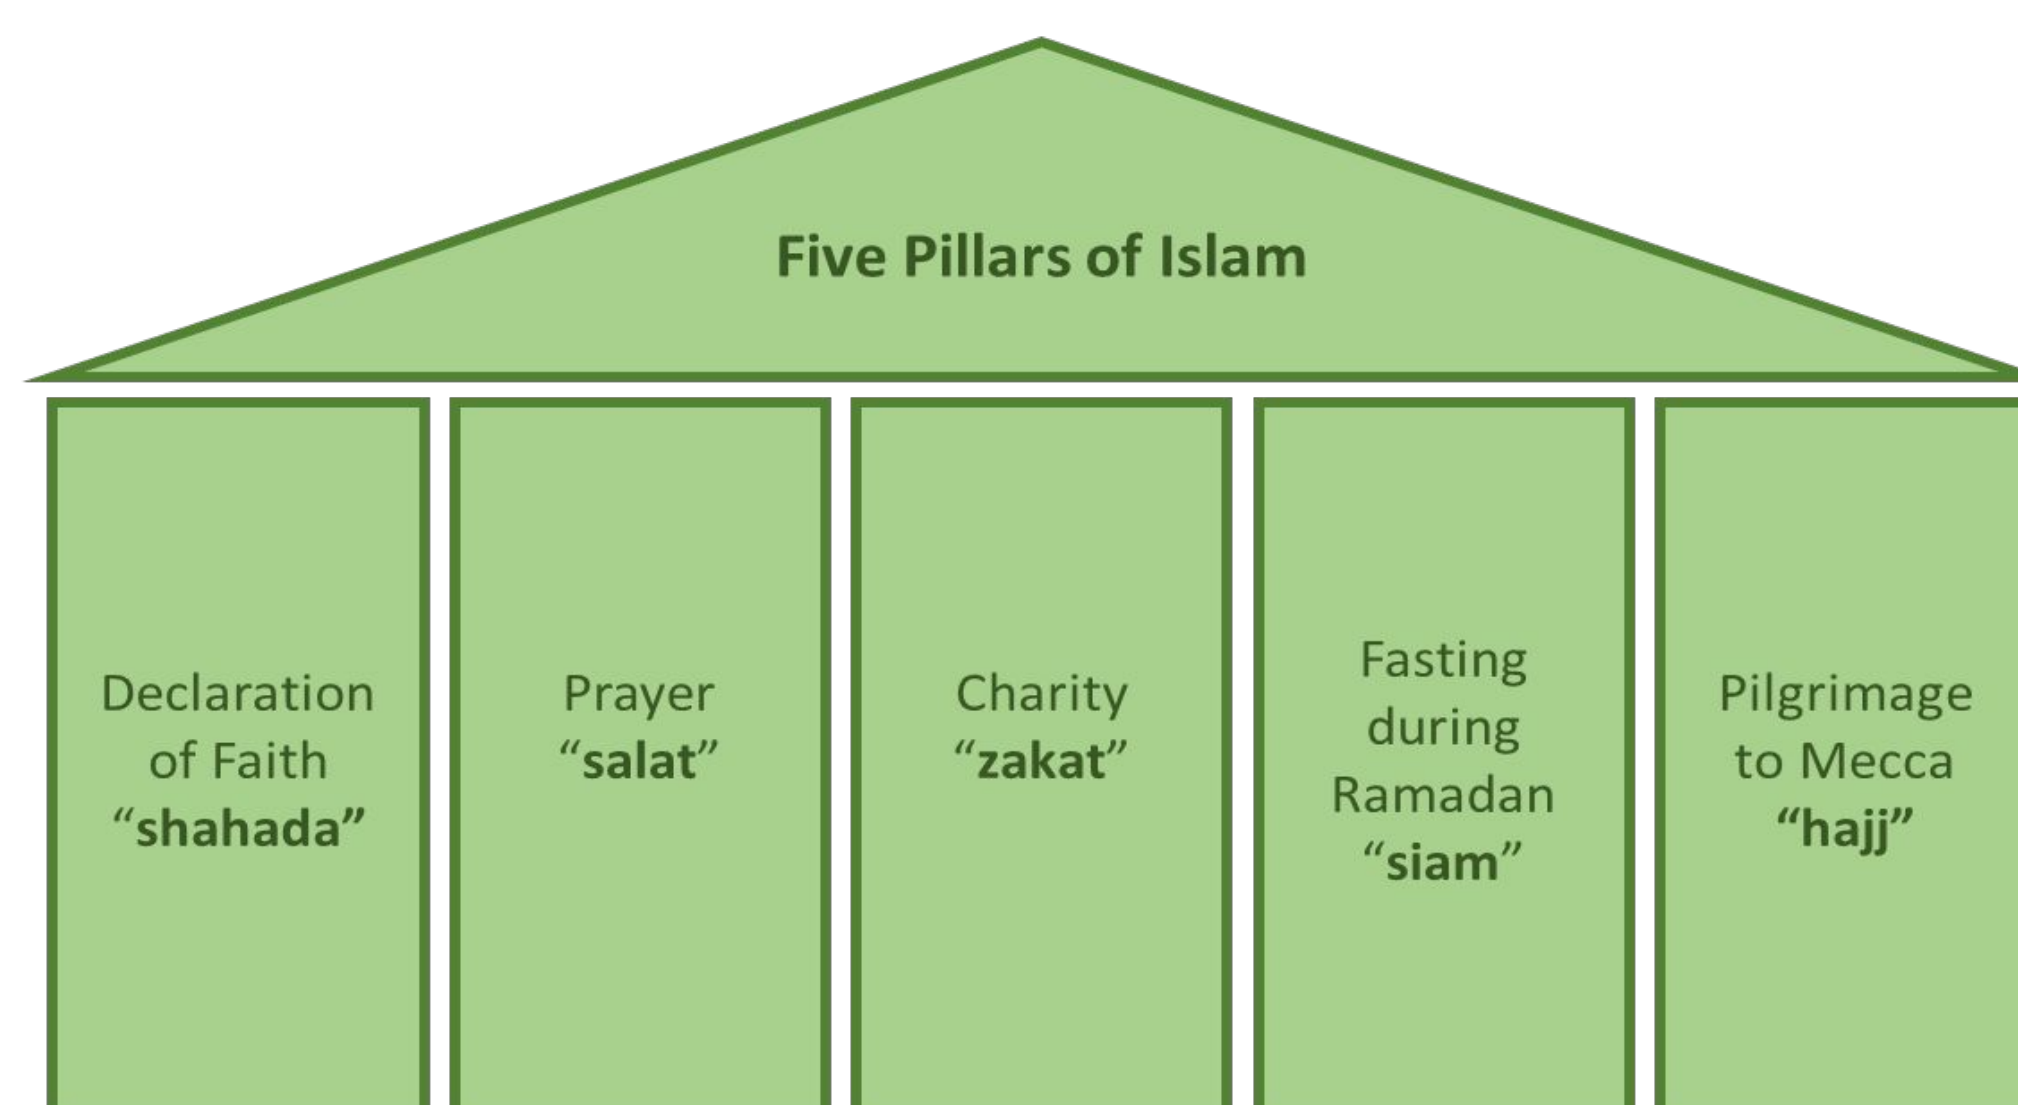 Five Pillars of Islam
Declaration
of Faith
“shahada”
Prayer
“salat”
Charity
“zakat”
Fasting
during
Ramadan
“siam”
Pilgrimage
to Mecca
“hajj”